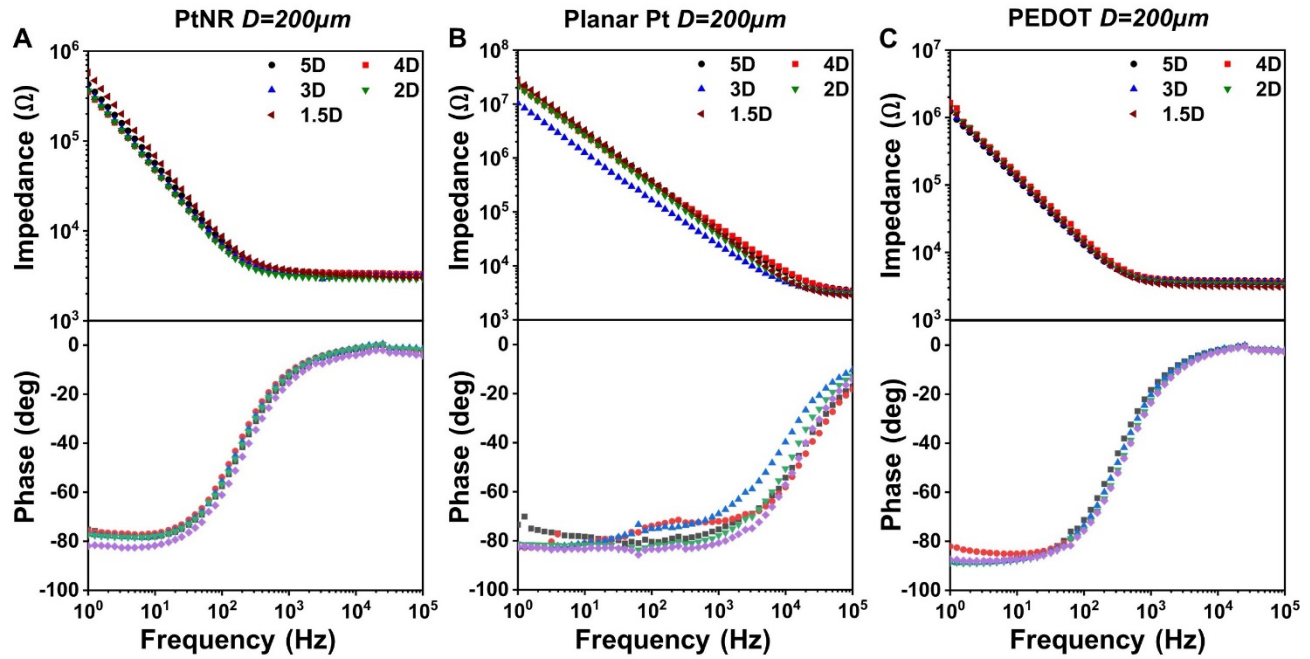 PtNR D=200μm
Planar Pt D=200μm
PEDOT D=200μm
A
B
C
Impedance (Ω)
10⁶
10⁵
10⁴
10³
5D
4D
3D
2D
1.5D
Phase (deg)
0
-20
-40
-60
-80
-100
10⁰ 10¹ 10² 10³ 10⁴ 10⁵
Frequency (Hz)
Impedance (Ω)
10⁸
10⁷
10⁶
10⁵
10⁴
10³
5D
4D
3D
2D
1.5D
Phase (deg)
0
-20
-40
-60
-80
-100
10⁰ 10¹ 10² 10³ 10⁴ 10⁵
Frequency (Hz)
Impedance (Ω)
10⁷
10⁶
10⁵
10⁴
10³
5D
4D
3D
2D
1.5D
Phase (deg)
0
-20
-40
-60
-80
-100
10⁰ 10¹ 10² 10³ 10⁴ 10⁵
Frequency (Hz)